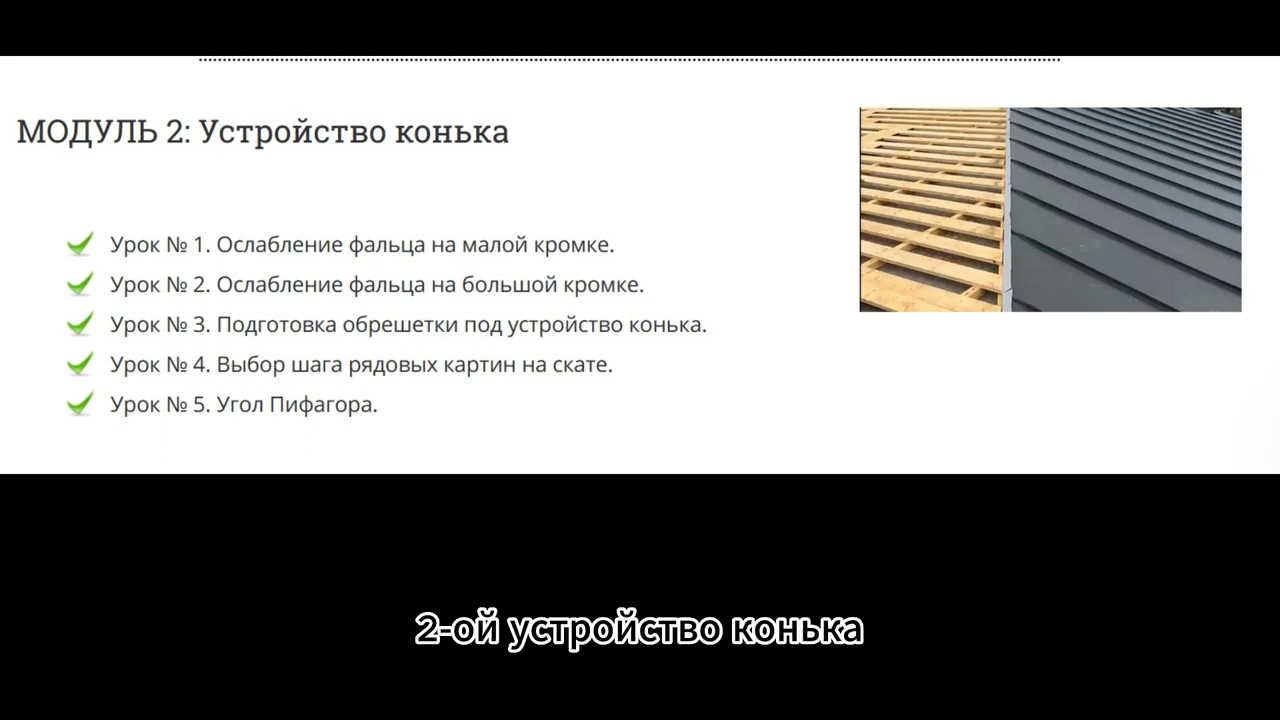 МОДУЛЬ 2: Устройство конька
Урок № 1. Ослабление фальца на малой кромке.
Урок № 2. Ослабление фальца на большой кромке.
Урок № 3. Подготовка обрешетки под устройство конька.
Урок № 4. Выбор шага рядовых картин на скате.
Урок № 5. Угол Пифагора.
2-ой устройство конька